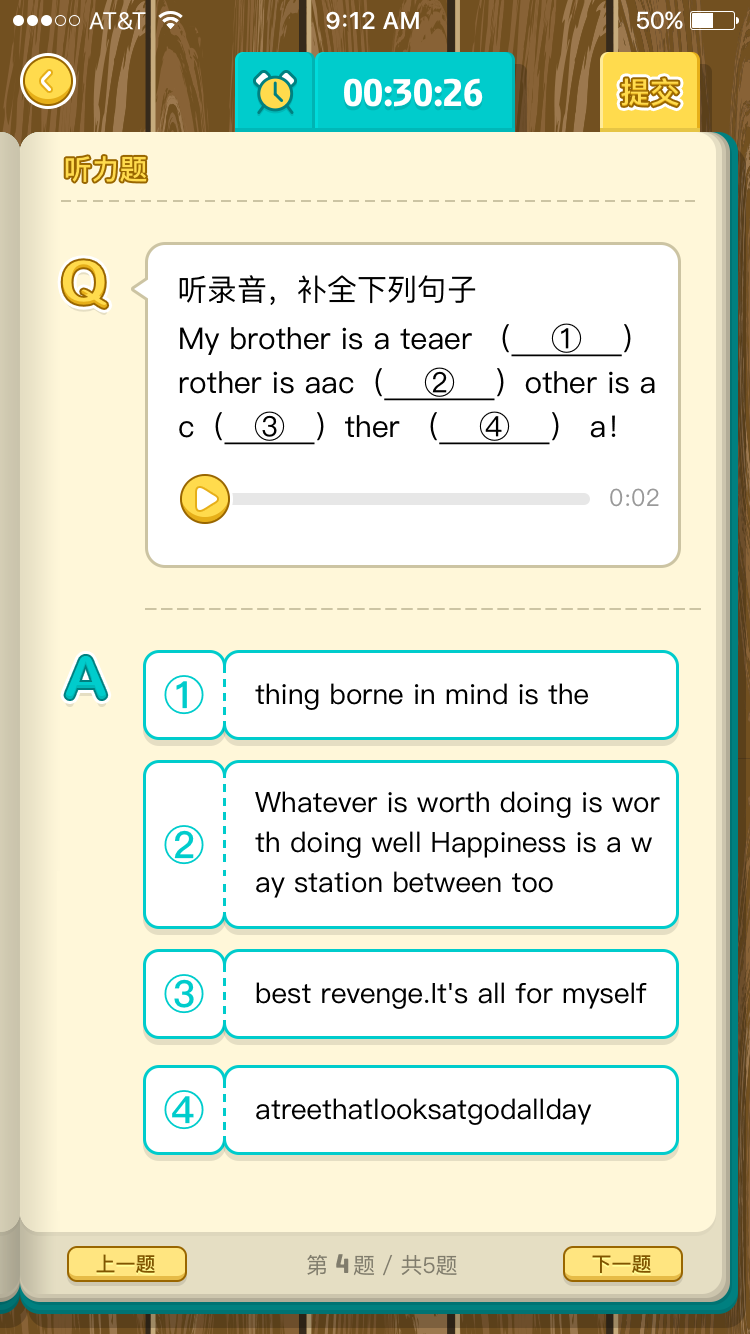 AT&T 9:12 AM 50%
00:30:26
提交
听力题
Q
听录音，补全下列句子
My brother is a teaer （ ① ）
rother is aac（ ② ）other is a
c（ ③ ）ther （ ④ ） a!
0:02
A
① thing borne in mind is the
② Whatever is worth doing is wor
th doing well Happiness is a w
ay station between too
③ best revenge.It's all for myself
④ atreethatlooksatgodallday
上一题 第 4 题 / 共5题 下一题